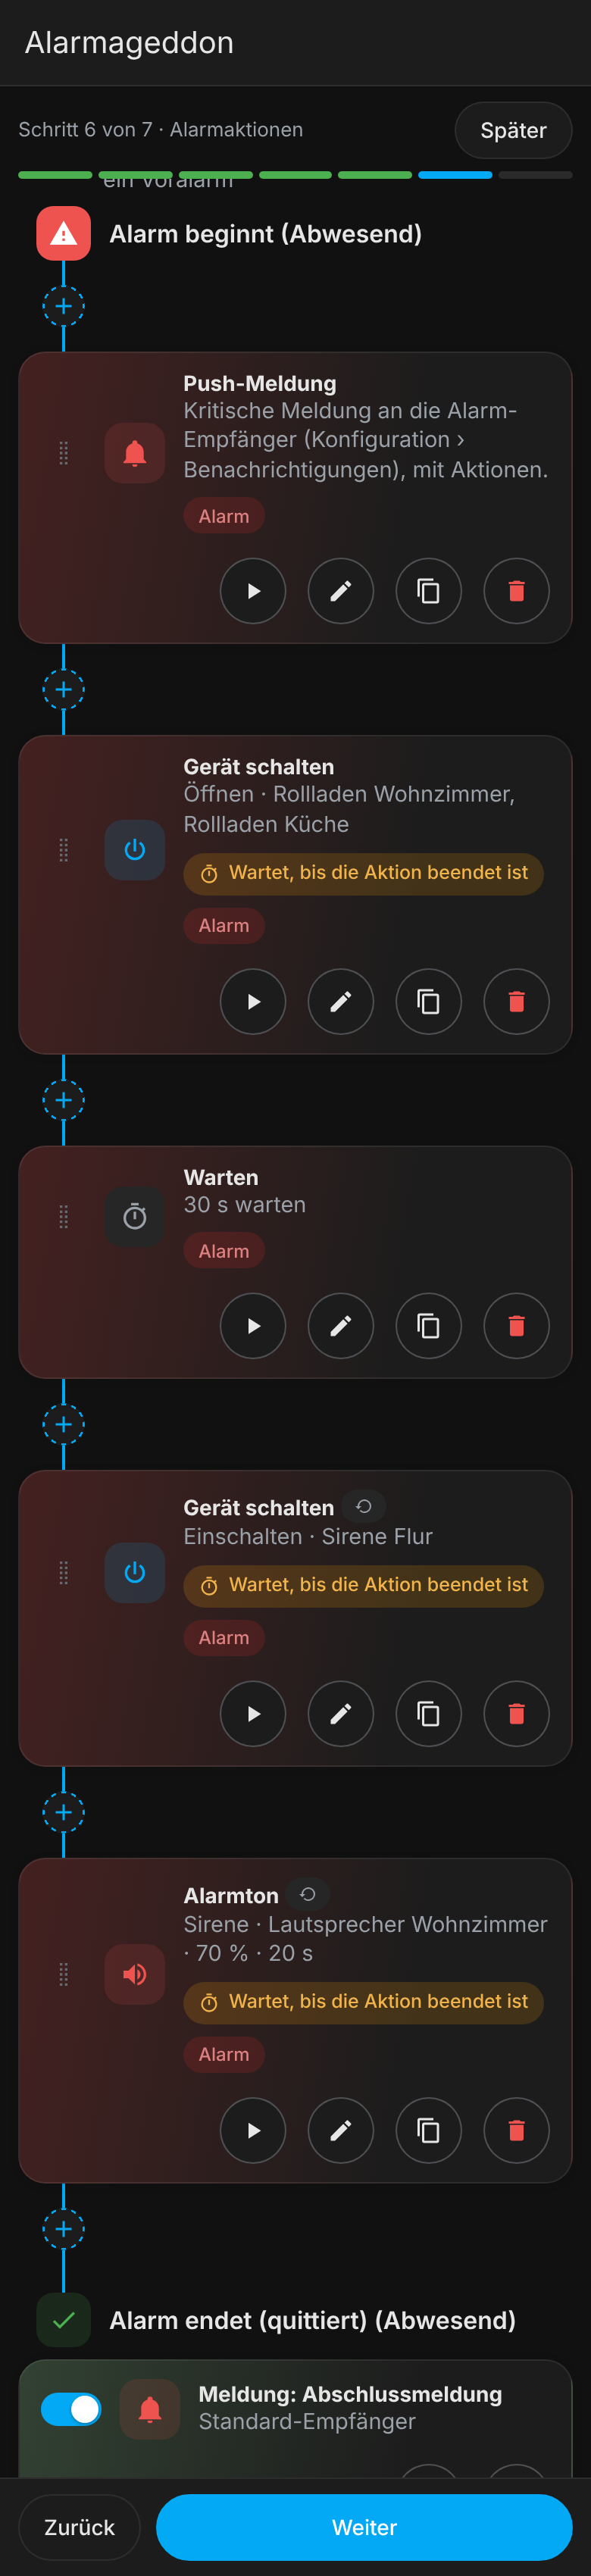 Alarmageddon
Schritt 6 von 7 · Alarmaktionen
Später
ein Voralarm
Alarm beginnt (Abwesend)
Push-Meldung
Kritische Meldung an die Alarm-
Empfänger (Konfiguration ›
Benachrichtigungen), mit Aktionen.
Alarm
Gerät schalten
Öffnen · Rollladen Wohnzimmer,
Rollladen Küche
Wartet, bis die Aktion beendet ist
Alarm
Warten
30 s warten
Alarm
Gerät schalten
Einschalten · Sirene Flur
Wartet, bis die Aktion beendet ist
Alarm
Alarmton
Sirene · Lautsprecher Wohnzimmer
· 70 % · 20 s
Wartet, bis die Aktion beendet ist
Alarm
Alarm endet (quittiert) (Abwesend)
Meldung: Abschlussmeldung
Standard-Empfänger
Zurück
Weiter